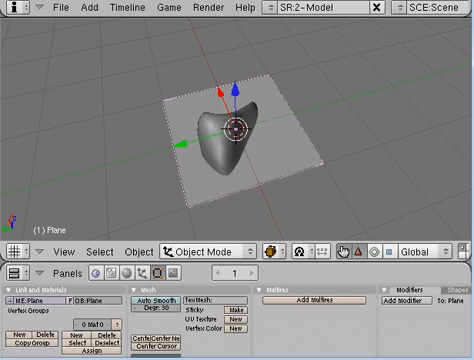 File Add Timeline Game Render Help SR:2-Model SCE:Scene
(1) Plane
View Select Object Object Mode Global
Panels 1
Link and Materials Mesh Multires Modifiers Shapes
ME:Plane F OB:Plane Auto Smooth TexMesh: Add Multires Add Modifier To: Plane
Vertex Groups Degr: 30 Sticky Make
0 Mat 0 ? UV Texture New
New Delete New Delete Vertex Color New
Copy Group Select Deselect Cente Center Ne
Assign Center Cursor